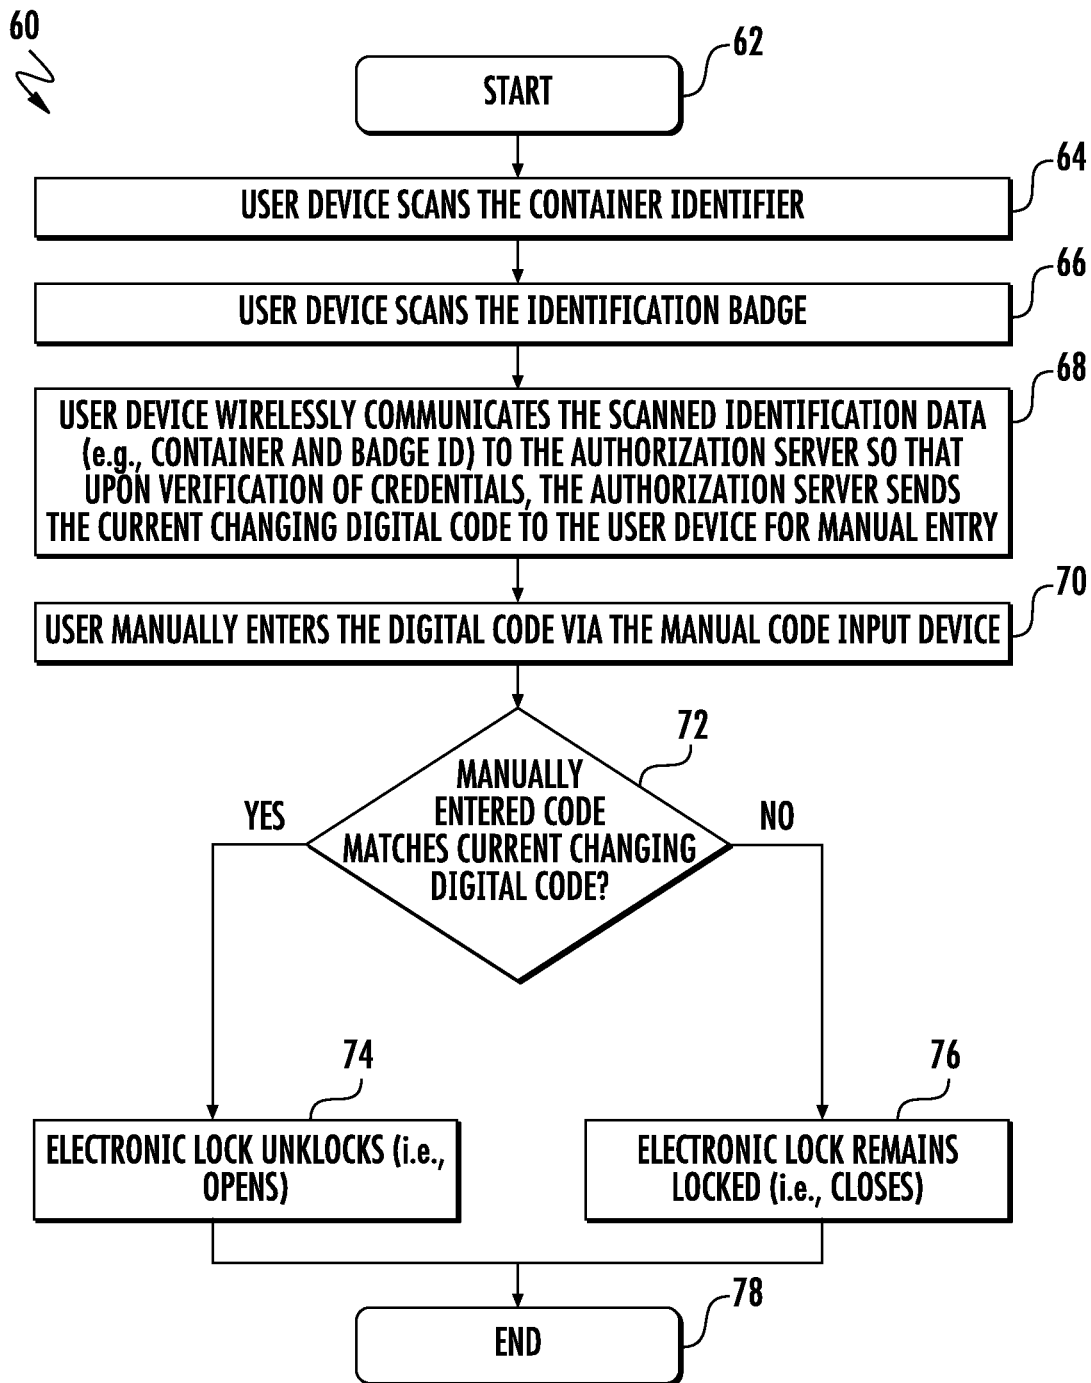 60
START
62
USER DEVICE SCANS THE CONTAINER IDENTIFIER
64
USER DEVICE SCANS THE IDENTIFICATION BADGE
66
USER DEVICE WIRELESSLY COMMUNICATES THE SCANNED IDENTIFICATION DATA
(e.g., CONTAINER AND BADGE ID) TO THE AUTHORIZATION SERVER SO THAT
UPON VERIFICATION OF CREDENTIALS, THE AUTHORIZATION SERVER SENDS
THE CURRENT CHANGING DIGITAL CODE TO THE USER DEVICE FOR MANUAL ENTRY
68
USER MANUALLY ENTERS THE DIGITAL CODE VIA THE MANUAL CODE INPUT DEVICE
70
MANUALLY
ENTERED CODE
MATCHES CURRENT CHANGING
DIGITAL CODE?
72
YES
NO
ELECTRONIC LOCK UNKLOCKS (i.e.,
OPENS)
74
ELECTRONIC LOCK REMAINS
LOCKED (i.e., CLOSES)
76
END
78